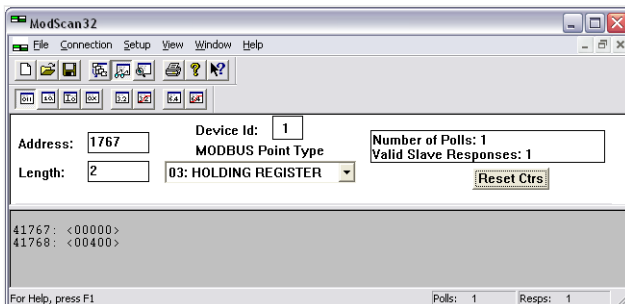 ModScan32
File Connection Setup View Window Help
Address: 1767
Device Id: 1
MODBUS Point Type
Number of Polls: 1
Valid Slave Responses: 1
Length: 2
03: HOLDING REGISTER
Reset Ctrs
41767: <00000>
41768: <00400>
For Help, press F1
Polls: 1
Resps: 1